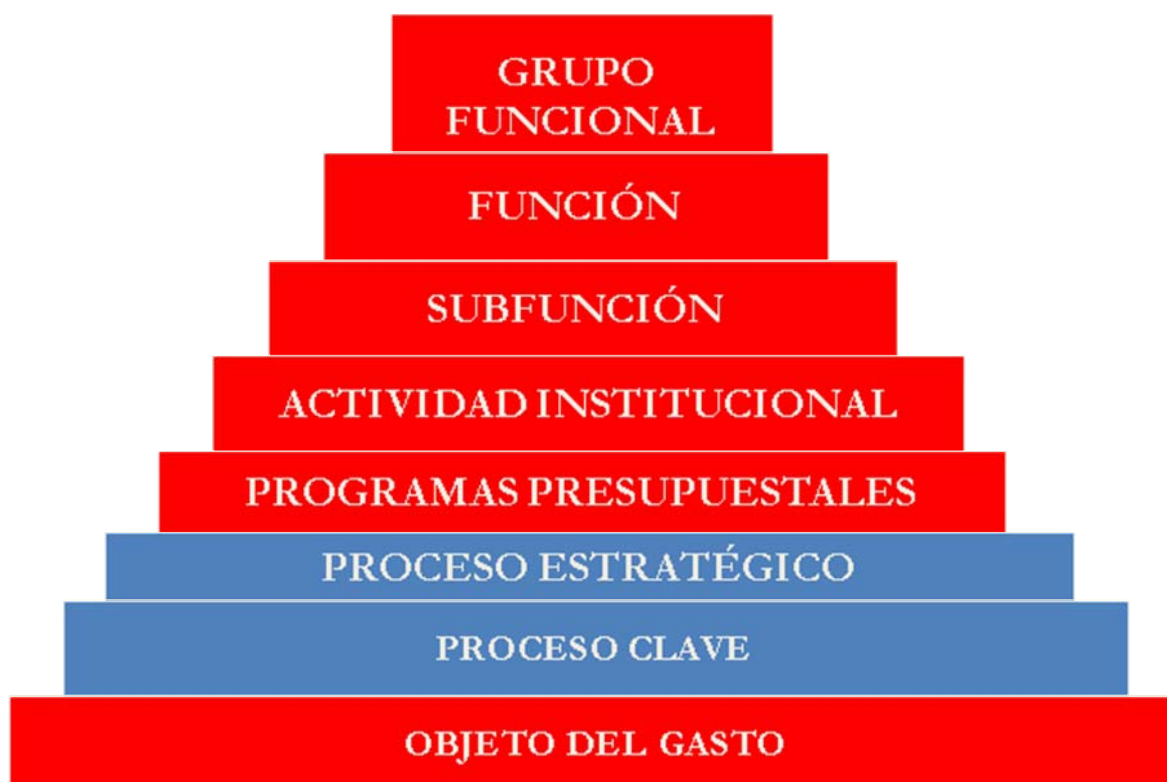 GRUPO
FUNCIONAL
FUNCIÓN
SUBFUNCIÓN
ACTIVIDAD INSTITUCIONAL
PROGRAMAS PRESUPUESTALES
PROCESO ESTRATÉGICO
PROCESO CLAVE
OBJETO DEL GASTO